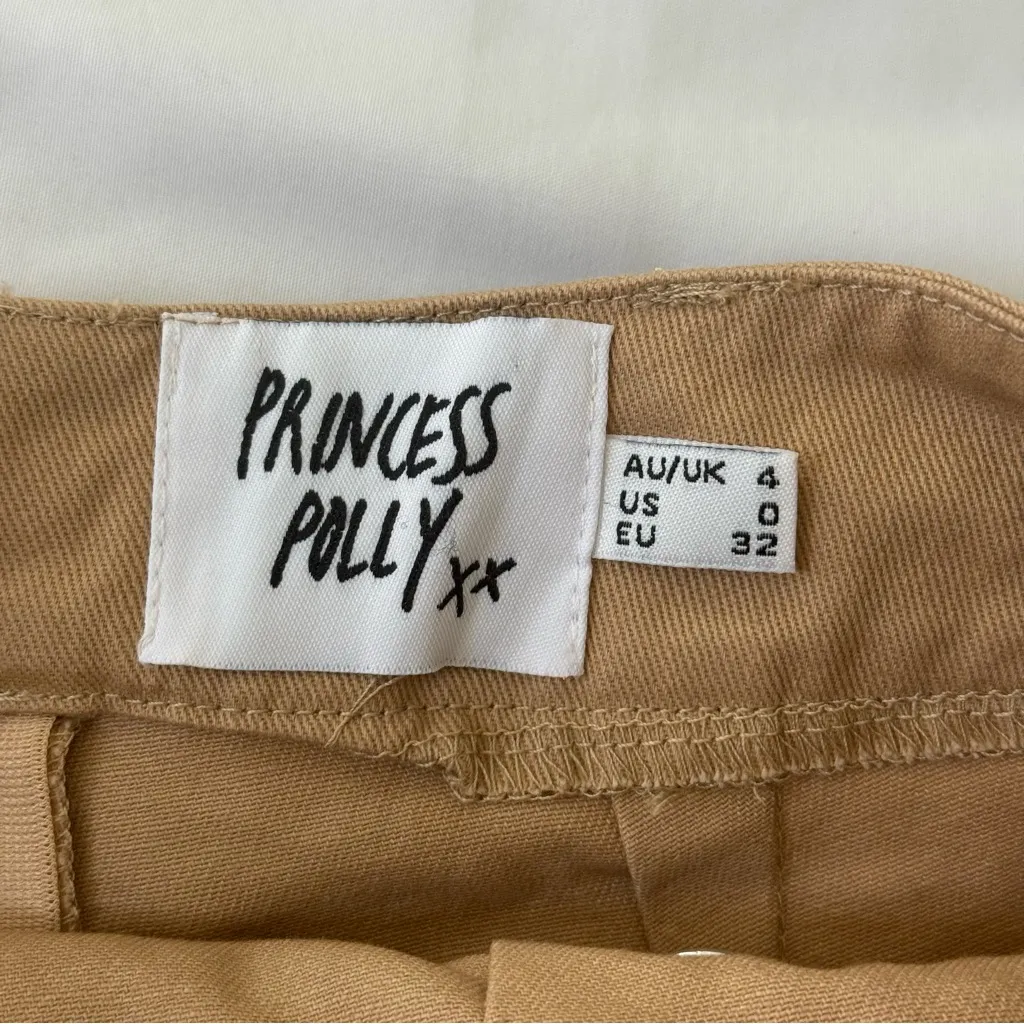 PRINCESS
POLLY xx
AU/UK 4
US 0
EU 32